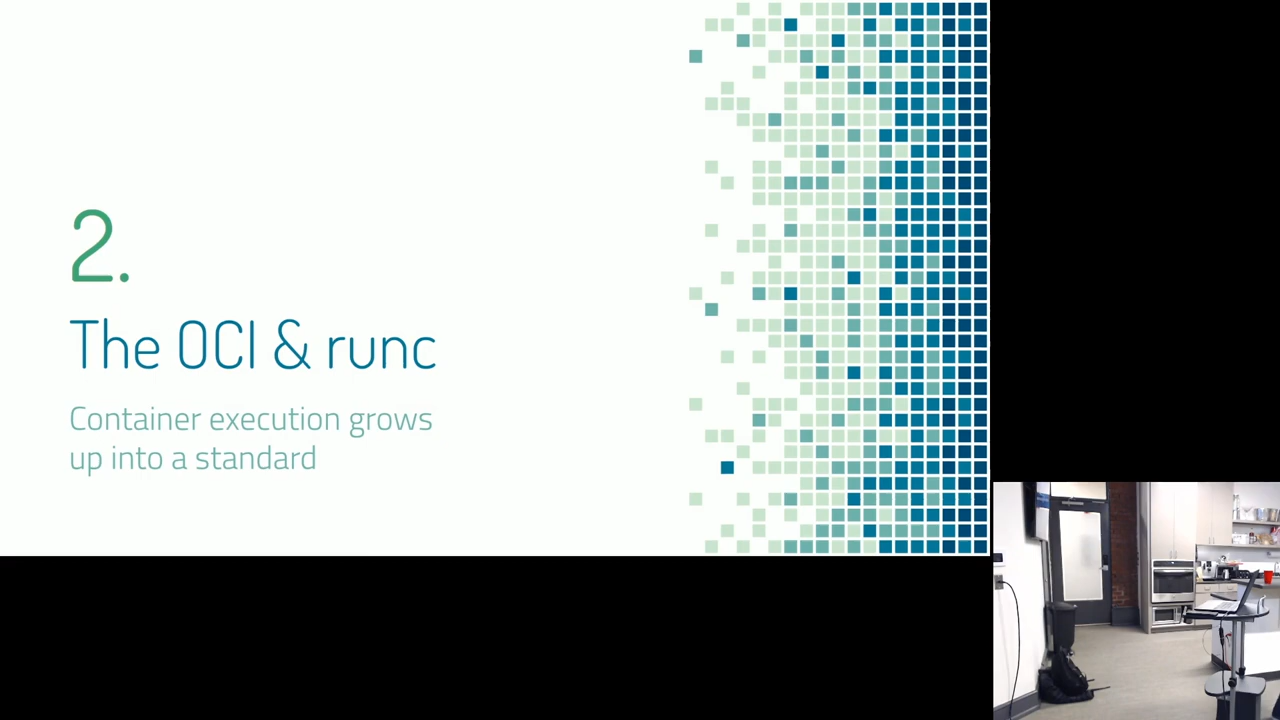 2.
The OCI & runc
Container execution grows
up into a standard